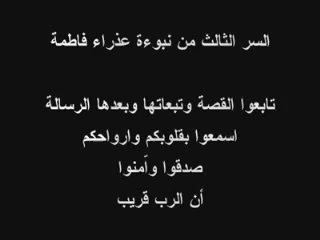 السر الثالث من نبوءة عذراء فاطمة
تابعوا القصة وتبعاتها وبعدها الرسالة
اسمعوا بقلوبكم وارواحكم
صدقوا وآمنوا
أن الرب قريب